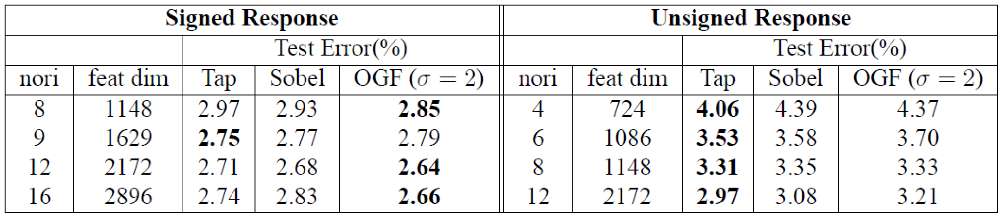 Signed Response Unsigned Response
Test Error(%) Test Error(%)
nori feat dim Tap Sobel OGF (σ = 2) nori feat dim Tap Sobel OGF (σ = 2)
8 1148 2.97 2.93 2.85 4 724 4.06 4.39 4.37
9 1629 2.75 2.77 2.79 6 1086 3.53 3.58 3.70
12 2172 2.71 2.68 2.64 8 1148 3.31 3.35 3.33
16 2896 2.74 2.83 2.66 12 2172 2.97 3.08 3.21